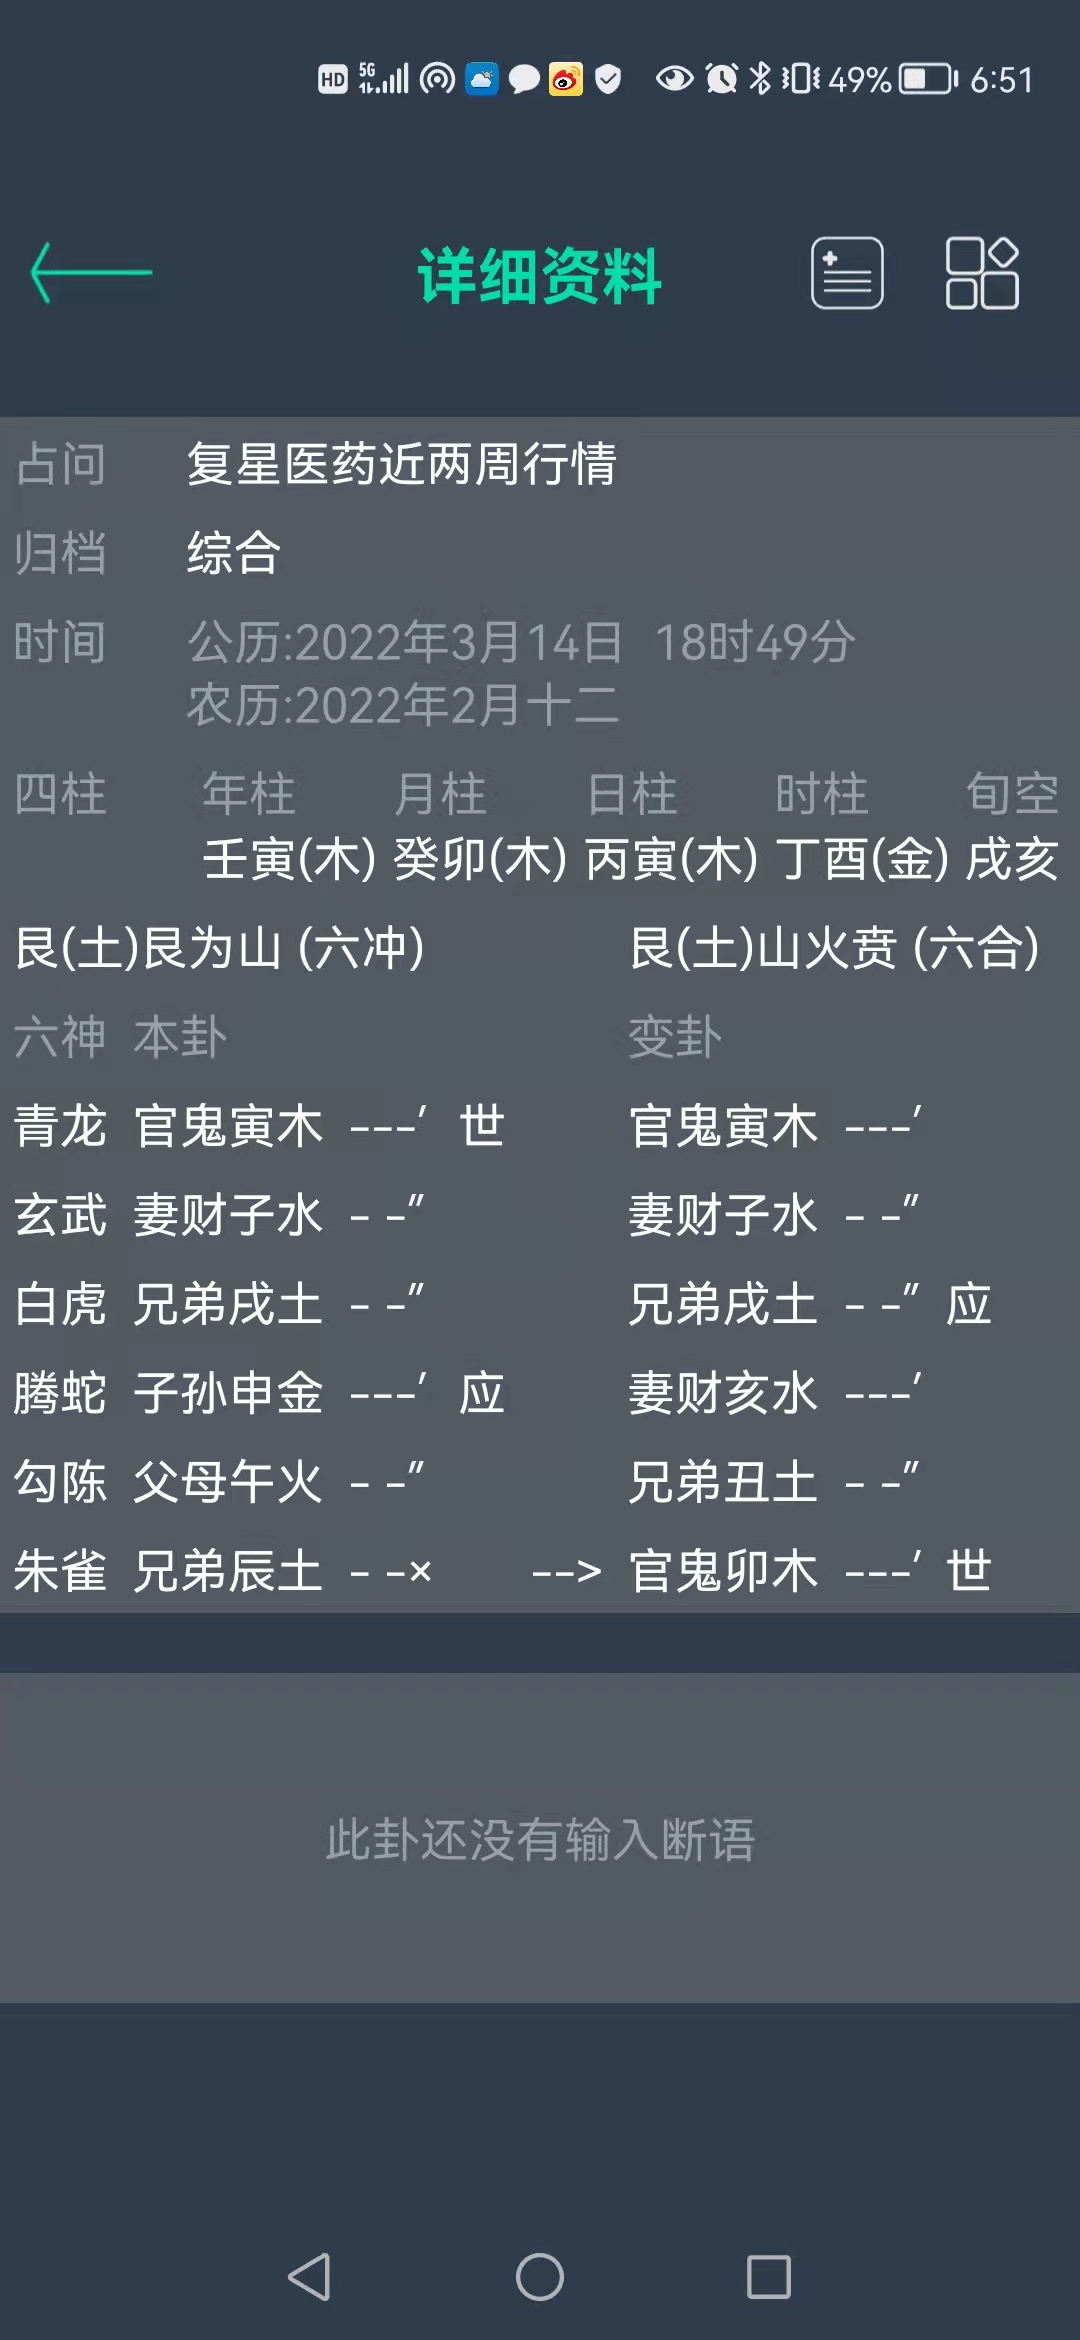 HD 5G 49% 6:51
详细资料
占问 复星医药近两周行情
归档 综合
时间 公历:2022年3月14日 18时49分
农历:2022年2月十二
四柱 年柱 月柱 日柱 时柱 旬空
壬寅(木) 癸卯(木) 丙寅(木) 丁酉(金) 戌亥
艮(土)艮为山 (六冲) 艮(土)山火贲 (六合)
六神 本卦 变卦
青龙 官鬼寅木 ---′ 世 官鬼寅木 ---′
玄武 妻财子水 - -″ 妻财子水 - -″
白虎 兄弟戌土 - -″ 兄弟戌土 - -″ 应
腾蛇 子孙申金 ---′ 应 妻财亥水 ---′
勾陈 父母午火 - -″ 兄弟丑土 - -″
朱雀 兄弟辰土 - -× --> 官鬼卯木 ---′ 世
此卦还没有输入断语